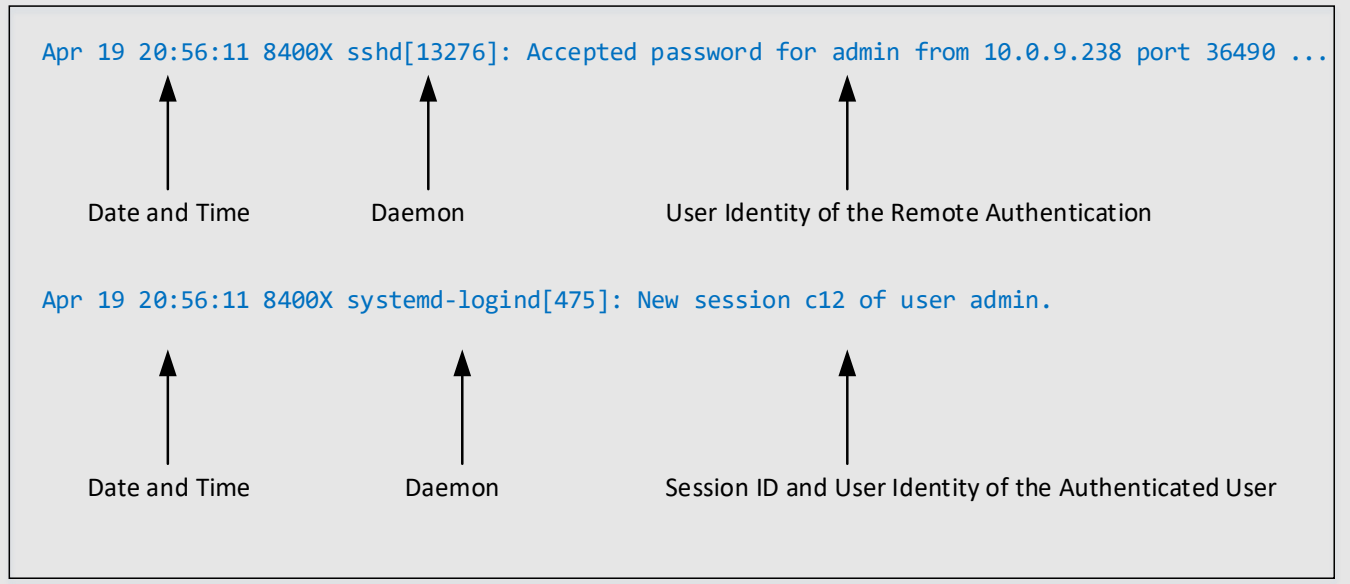 Apr 19 20:56:11 8400X sshd[13276]: Accepted password for admin from 10.0.9.238 port 36490 ...
Date and Time Daemon User Identity of the Remote Authentication
Apr 19 20:56:11 8400X systemd-logind[475]: New session c12 of user admin.
Date and Time Daemon Session ID and User Identity of the Authenticated User